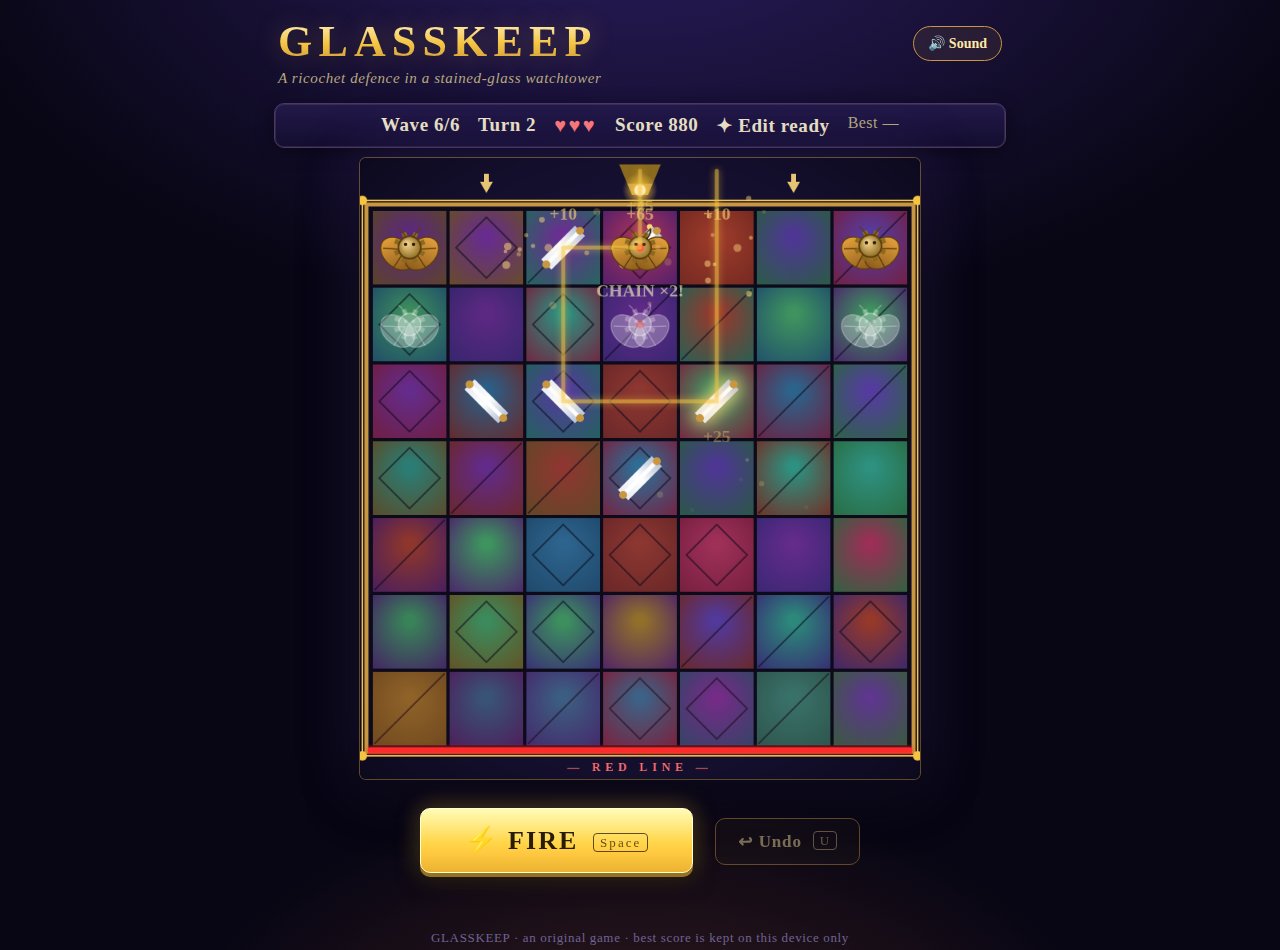 GLASSKEEP
A ricochet defence in a stained-glass watchtower
🔊 Sound
Wave 6/6 Turn 2 ♥♥♥ Score 880 ✦ Edit ready Best —
+10 +65 +10
CHAIN ×2!
+25
— RED LINE —
⚡ FIRE Space
↩ Undo U
GLASSKEEP · an original game · best score is kept on this device only